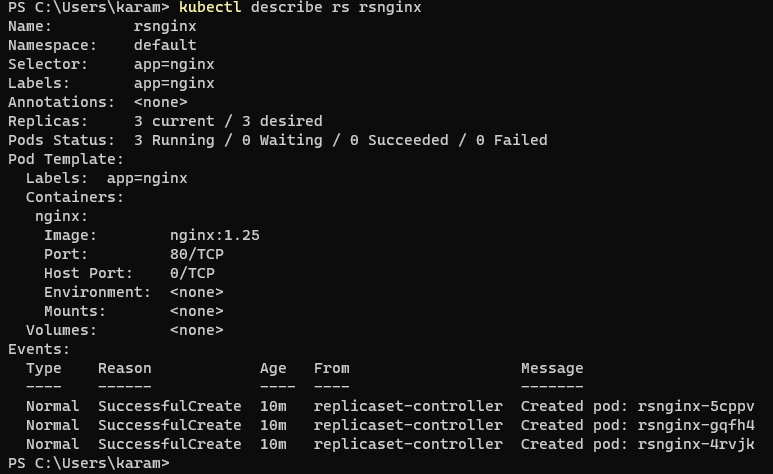 PS C:\Users\karam> kubectl describe rs rsnginx
Name:         rsnginx
Namespace:    default
Selector:     app=nginx
Labels:       app=nginx
Annotations:  <none>
Replicas:     3 current / 3 desired
Pods Status:  3 Running / 0 Waiting / 0 Succeeded / 0 Failed
Pod Template:
  Labels:  app=nginx
  Containers:
   nginx:
    Image:        nginx:1.25
    Port:         80/TCP
    Host Port:    0/TCP
    Environment:  <none>
    Mounts:       <none>
  Volumes:        <none>
Events:
  Type    Reason            Age   From                   Message
  ----    ------            ----  ----                   -------
  Normal  SuccessfulCreate  10m   replicaset-controller  Created pod: rsnginx-5cppv
  Normal  SuccessfulCreate  10m   replicaset-controller  Created pod: rsnginx-gqfh4
  Normal  SuccessfulCreate  10m   replicaset-controller  Created pod: rsnginx-4rvjk
PS C:\Users\karam>